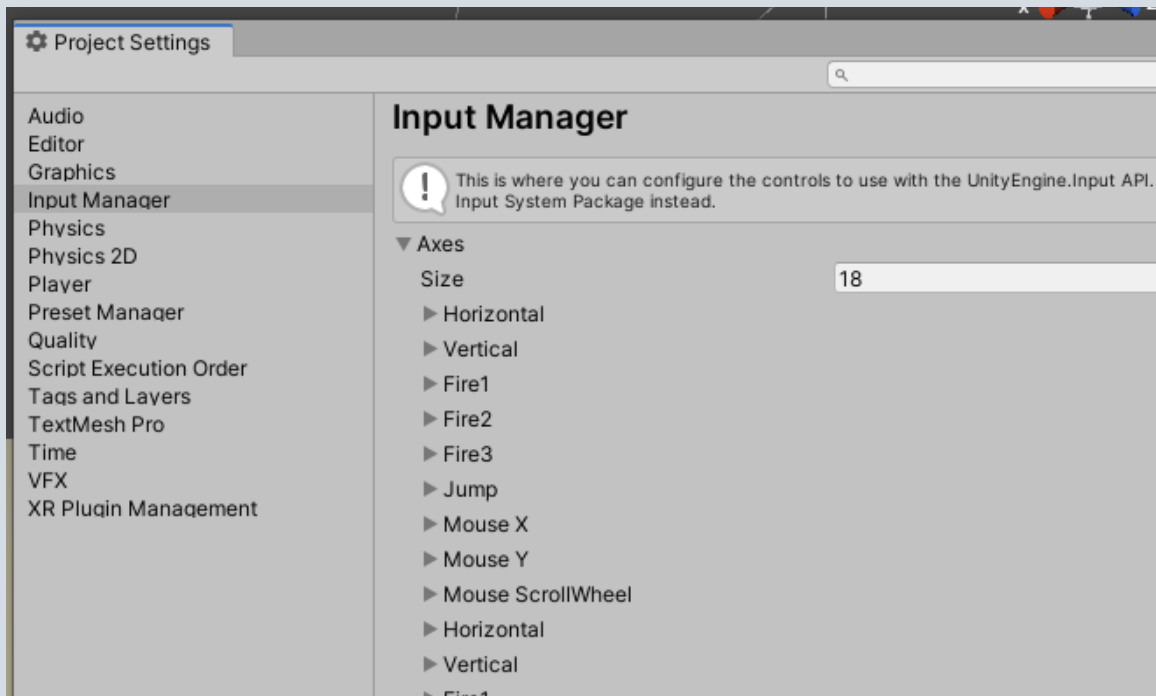 Project Settings
Audio
Editor
Graphics
Input Manager
Physics
Physics 2D
Player
Preset Manager
Quality
Script Execution Order
Tags and Layers
TextMesh Pro
Time
VFX
XR Plugin Management
Input Manager
This is where you can configure the controls to use with the UnityEngine.Input API.
Input System Package instead.
Axes
Size 18
Horizontal
Vertical
Fire1
Fire2
Fire3
Jump
Mouse X
Mouse Y
Mouse ScrollWheel
Horizontal
Vertical
Fire1